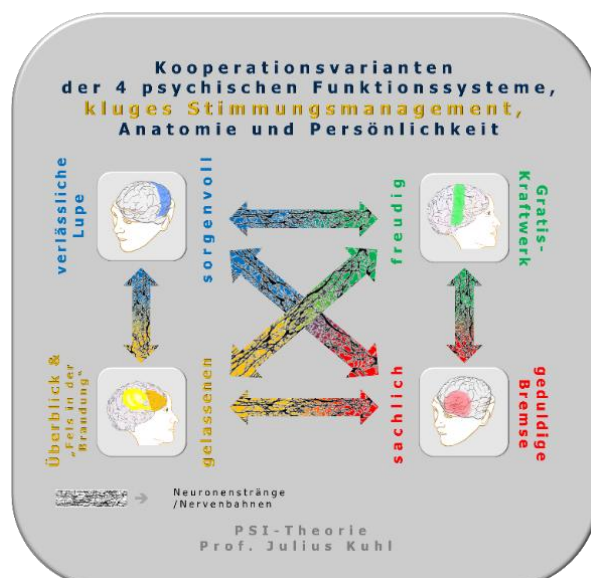 Kooperationsvarianten
der 4 psychischen Funktionssysteme,
kluges Stimmungsmanagement,
Anatomie und Persönlichkeit
verlässliche
Lupe
sorgenvoll
freudig
Gratis-
Kraftwerk
Überblick &
„Fels in der
Brandung“
gelassenen
sachlich
geduldige
Bremse
Neuronenstränge
/Nervenbahnen
PSI-Theorie
Prof. Julius Kuhl